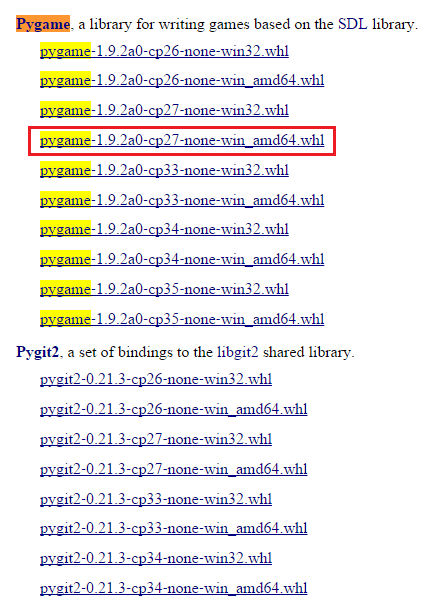 Pygame, a library for writing games based on the SDL library.
pygame-1.9.2a0-cp26-none-win32.whl
pygame-1.9.2a0-cp26-none-win_amd64.whl
pygame-1.9.2a0-cp27-none-win32.whl
pygame-1.9.2a0-cp27-none-win_amd64.whl
pygame-1.9.2a0-cp33-none-win32.whl
pygame-1.9.2a0-cp33-none-win_amd64.whl
pygame-1.9.2a0-cp34-none-win32.whl
pygame-1.9.2a0-cp34-none-win_amd64.whl
pygame-1.9.2a0-cp35-none-win32.whl
pygame-1.9.2a0-cp35-none-win_amd64.whl
Pygit2, a set of bindings to the libgit2 shared library.
pygit2-0.21.3-cp26-none-win32.whl
pygit2-0.21.3-cp26-none-win_amd64.whl
pygit2-0.21.3-cp27-none-win32.whl
pygit2-0.21.3-cp27-none-win_amd64.whl
pygit2-0.21.3-cp33-none-win32.whl
pygit2-0.21.3-cp33-none-win_amd64.whl
pygit2-0.21.3-cp34-none-win32.whl
pygit2-0.21.3-cp34-none-win_amd64.whl